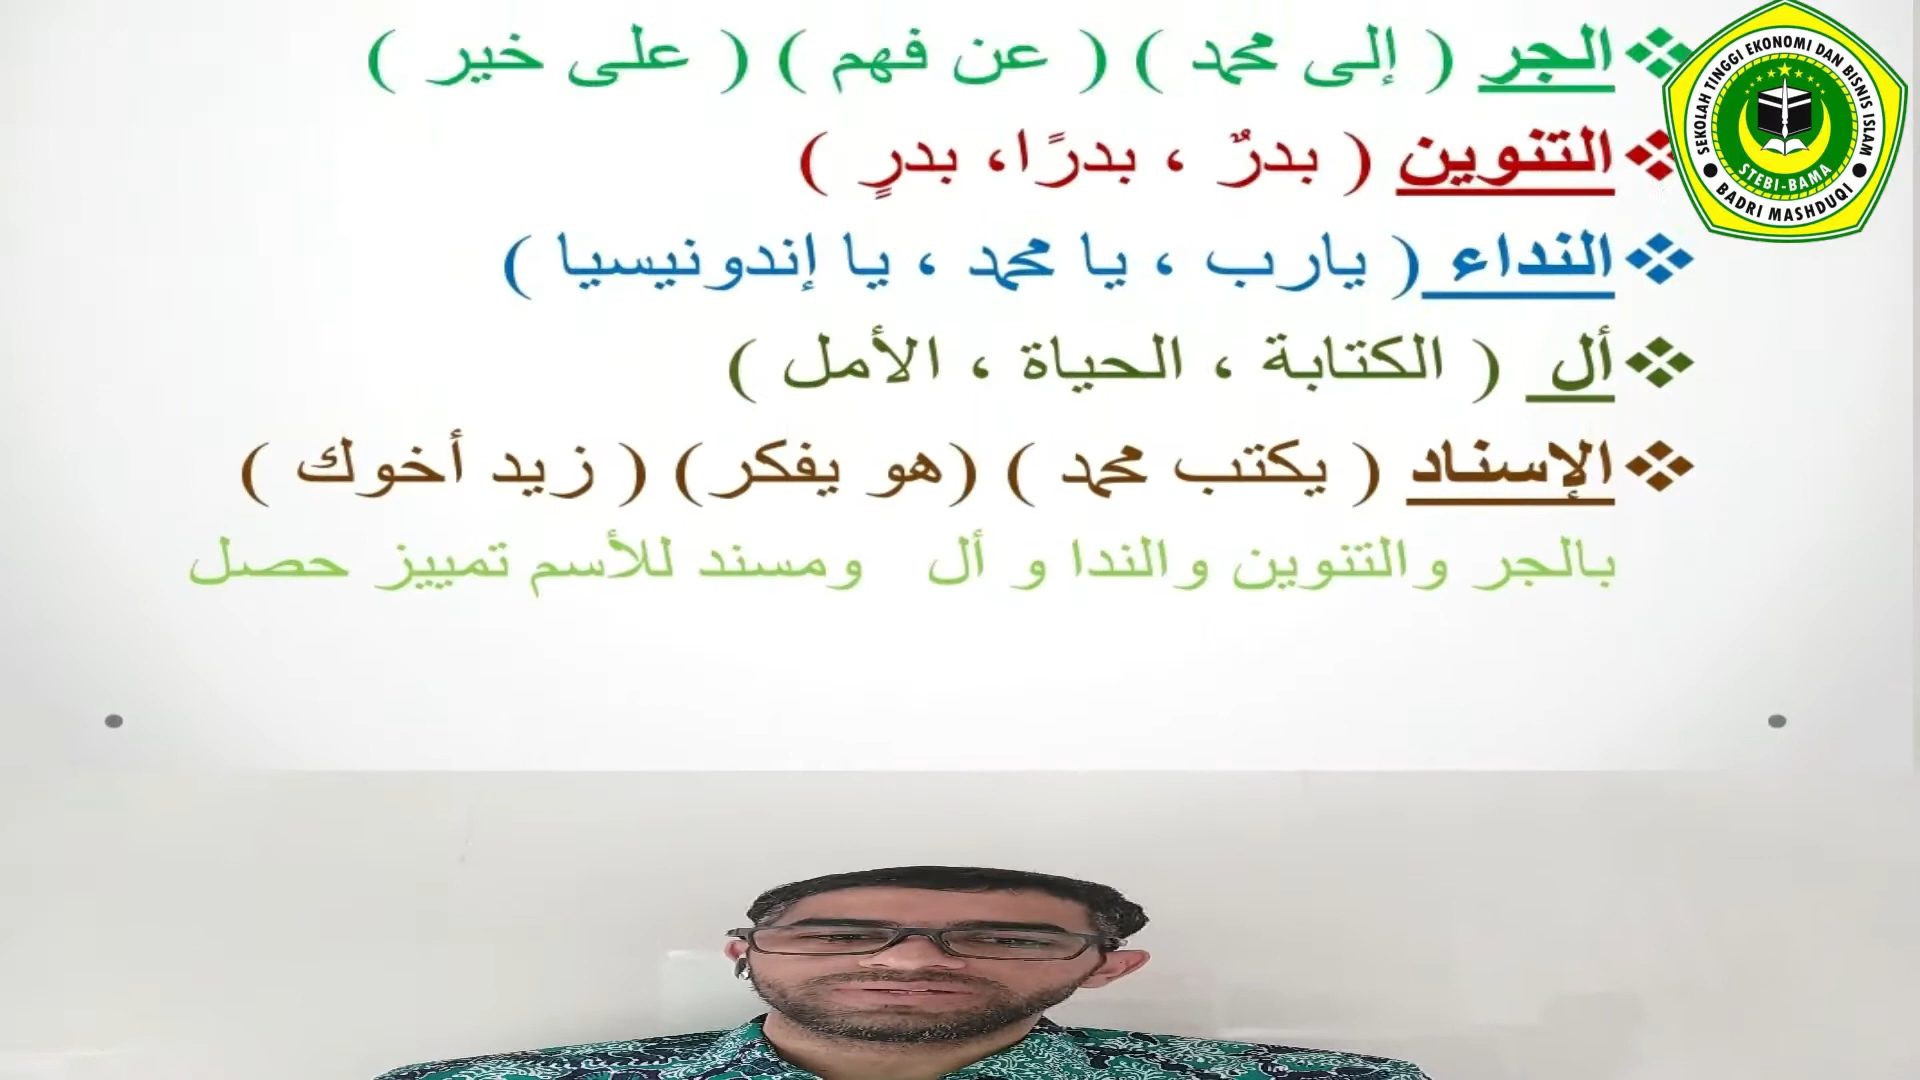 الجر ( إلى محمد ) ( عن فهم ) ( على خير )
التنوين ( بدرٌ ، بدرًا، بدرٍ )
النداء ( يارب ، يا محمد ، يا إندونيسيا )
أل ( الكتابة ، الحياة ، الأمل )
الإسناد ( يكتب محمد ) (هو يفكر) ( زيد أخوك )
بالجر والتنوين والندا و أل ومسند للأسم تمييز حصل
SEKOLAH TINGGI EKONOMI DAN BISNIS ISLAM
STEBI-BAMA
BADRI MASHDUQI